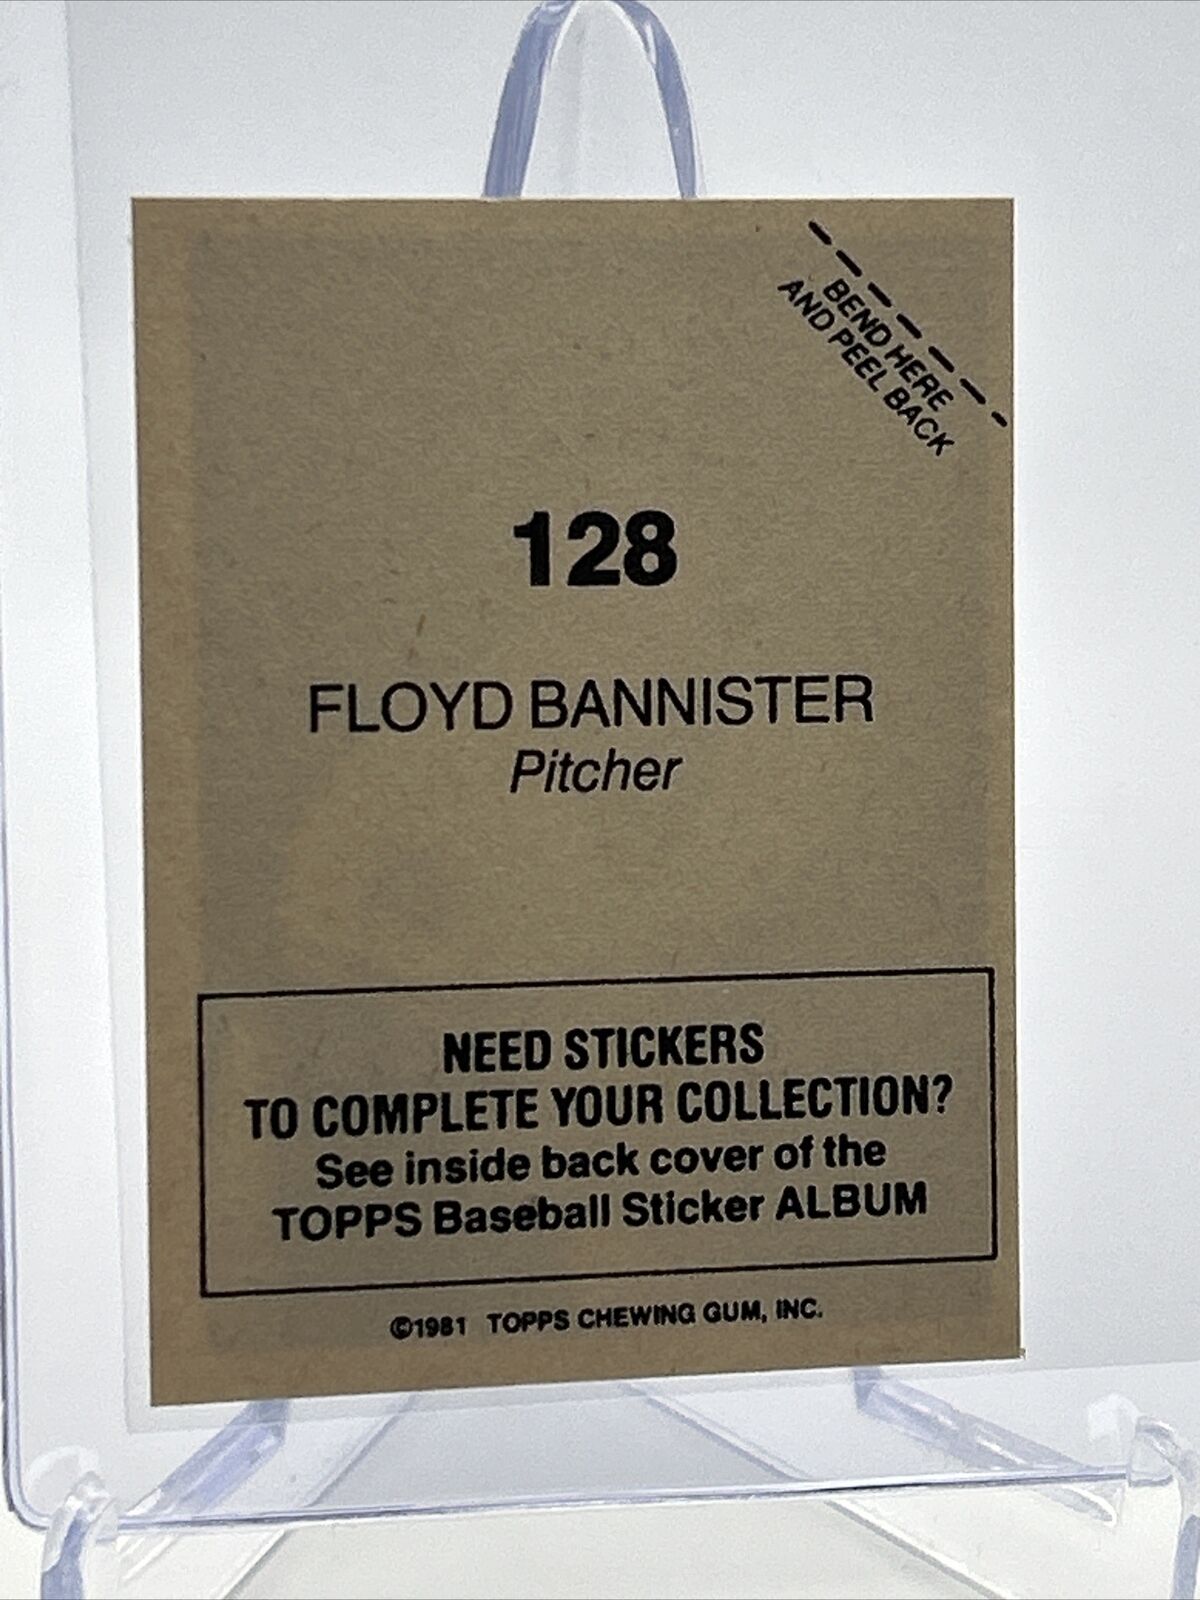 BEND HERE
AND PEEL BACK
128
FLOYD BANNISTER
Pitcher
NEED STICKERS
TO COMPLETE YOUR COLLECTION?
See inside back cover of the
TOPPS Baseball Sticker ALBUM
©1981 TOPPS CHEWING GUM, INC.